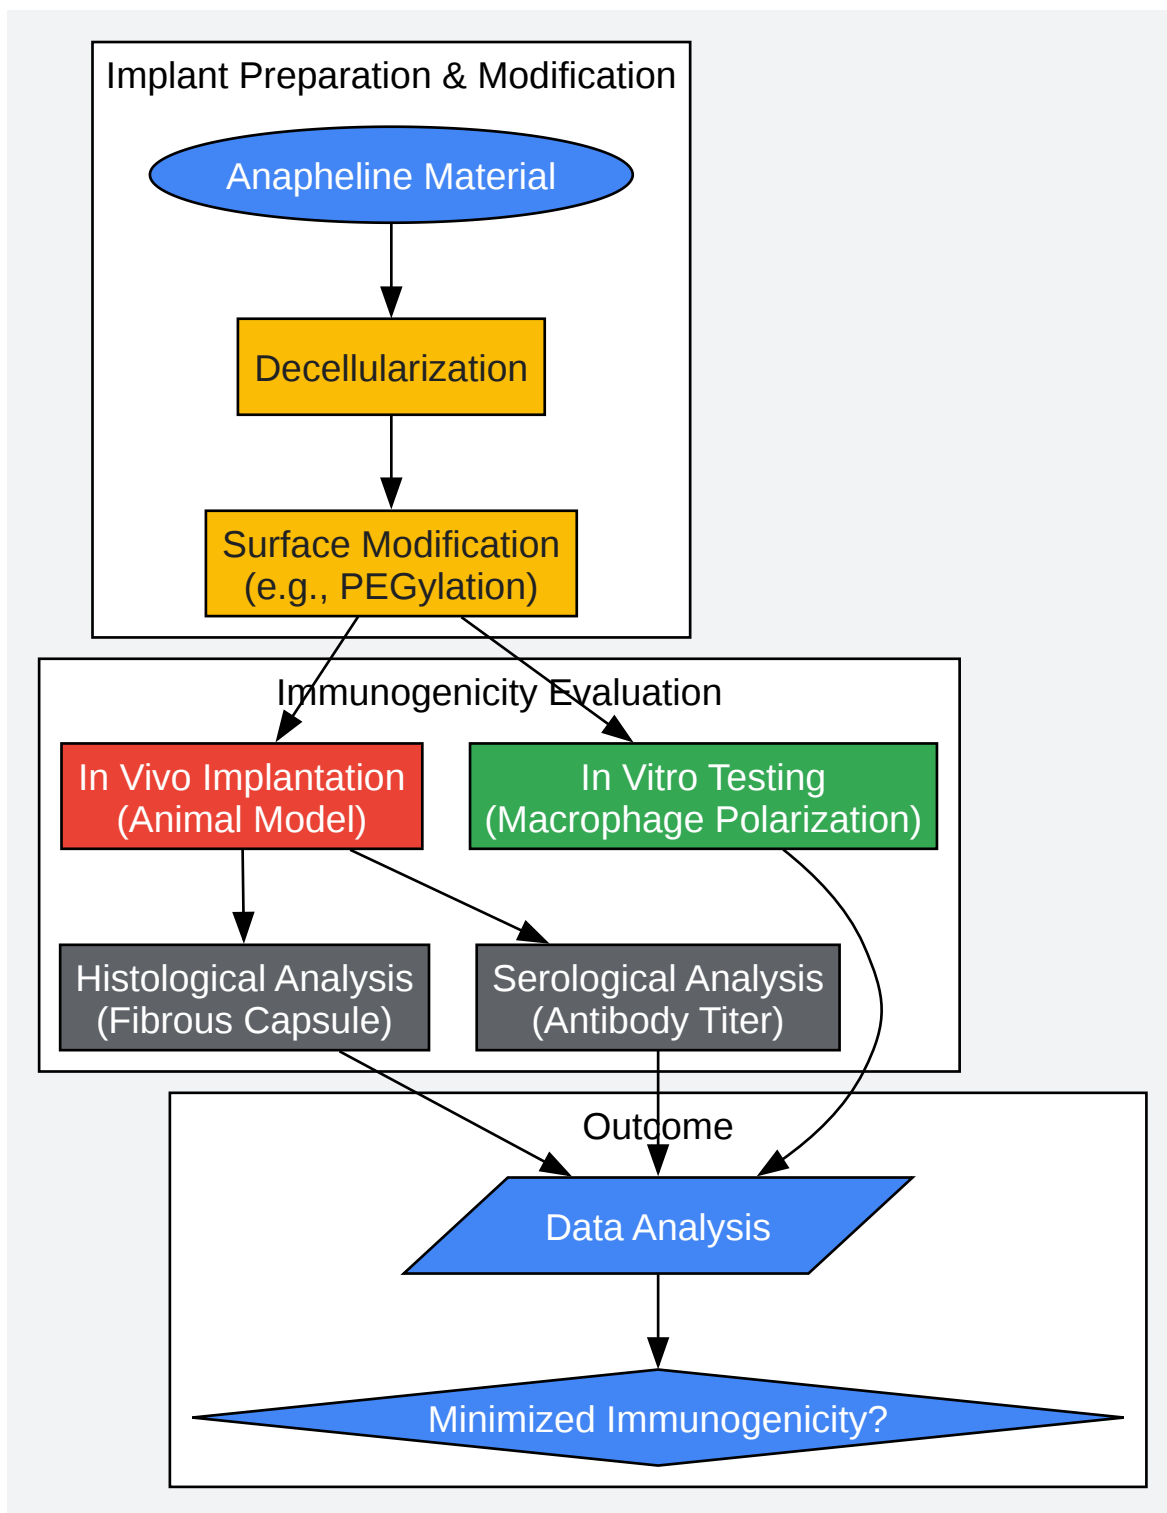 Implant Preparation & Modification
Anapheline Material
Decellularization
Surface Modification
(e.g., PEGylation)
Immunogenicity Evaluation
In Vivo Implantation
(Animal Model)
In Vitro Testing
(Macrophage Polarization)
Histological Analysis
(Fibrous Capsule)
Serological Analysis
(Antibody Titer)
Outcome
Data Analysis
Minimized Immunogenicity?